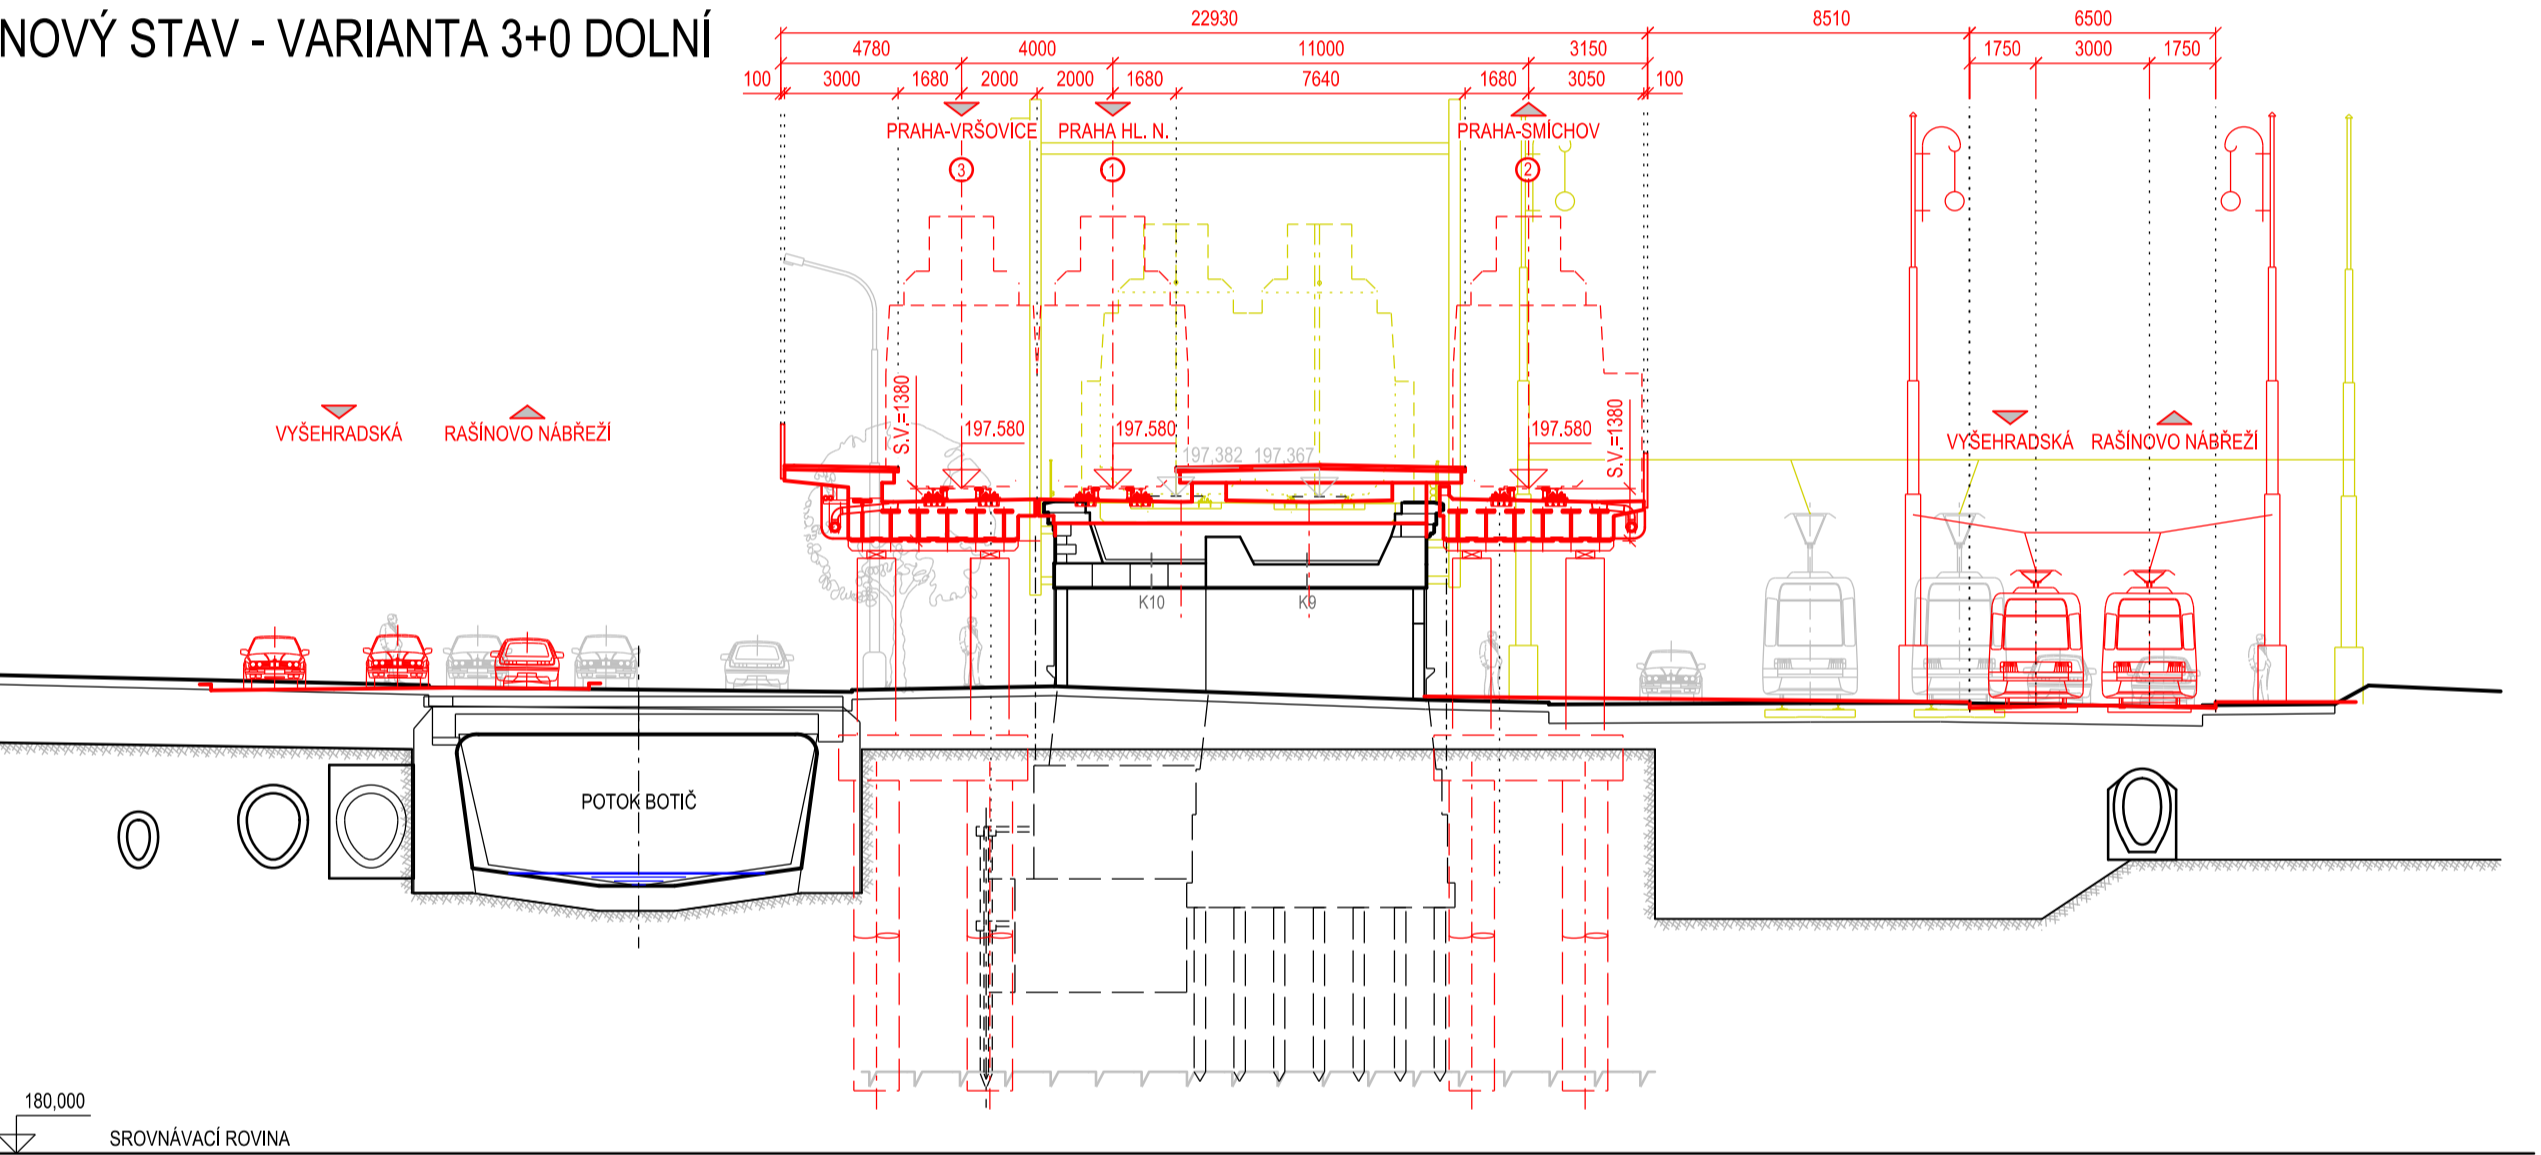 NOVÝ STAV - VARIANTA 3+0 DOLNÍ
22930 8510 6500
4780 4000 11000 3150 1750 3000 1750
100 3000 1680 2000 2000 1680 7640 1680 3050 100
PRAHA-VRŠOVICE PRAHA HL. N. PRAHA-SMÍCHOV
3 1 2
VYŠEHRADSKÁ RAŠÍNOVO NÁBŘEŽÍ
S.V.=1380
197.580 197.580 197.580
S.V.=1380
VYŠEHRADSKÁ RAŠÍNOVO NÁBŘEŽÍ
197,382 197,367
K10 K9
POTOK BOTIČ
180,000
SROVNÁVACÍ ROVINA